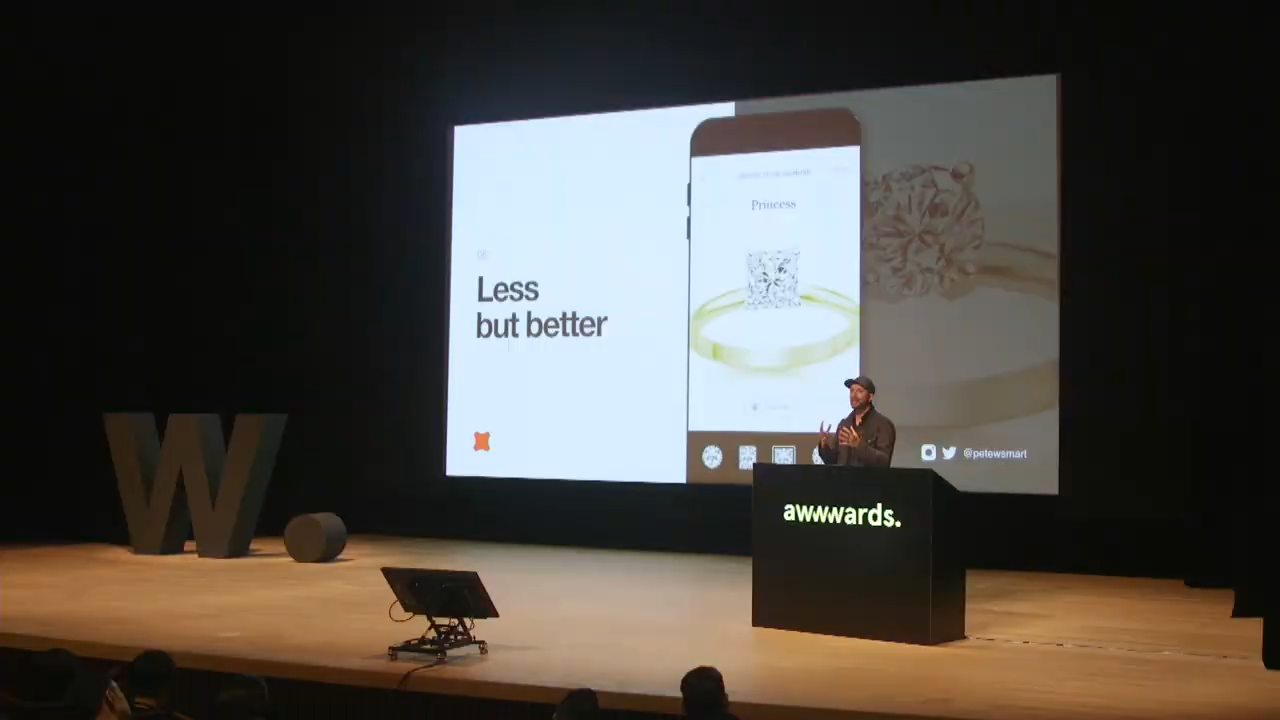 Less
but better
Princess
@petewsmart
awwwards.
W.